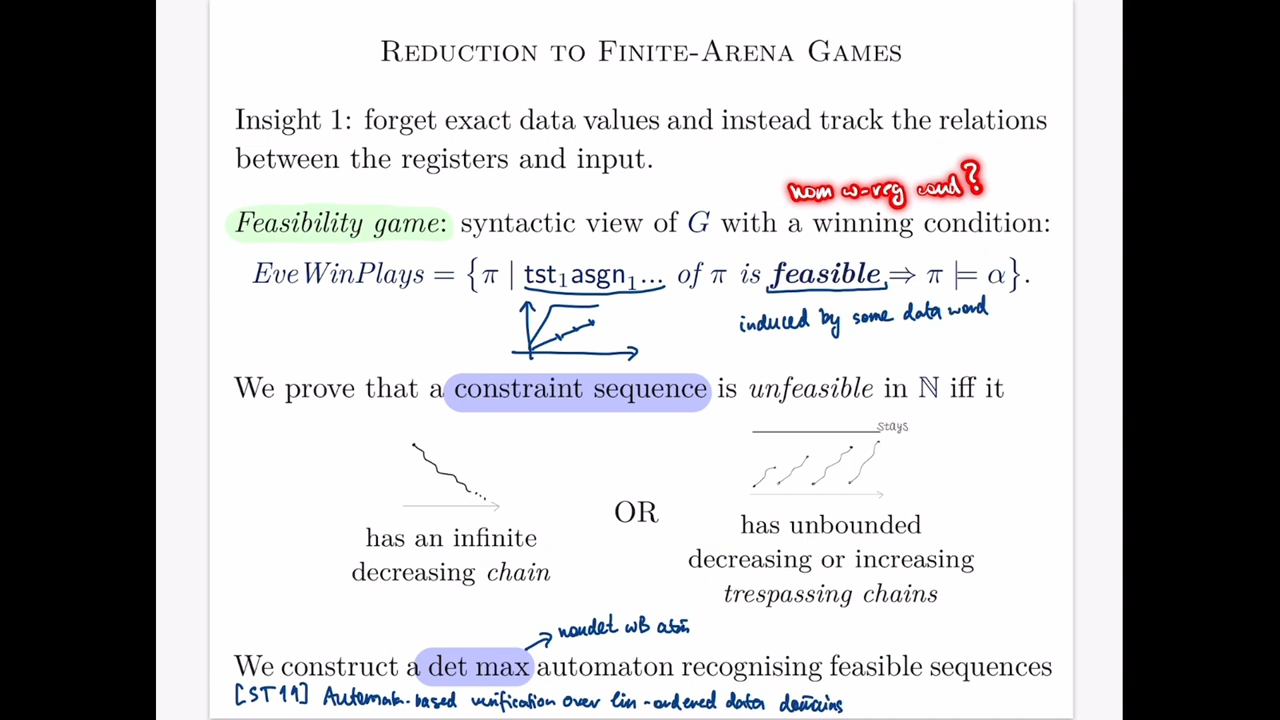 Reduction to Finite-Arena Games
Insight 1: forget exact data values and instead track the relations
between the registers and input.
nom ω-reg cond?
Feasibility game: syntactic view of G with a winning condition:
EveWinPlays = {π | tst₁asgn₁... of π is feasible ⇒ π ⊨ α}.
induced by some data word
We prove that a constraint sequence is unfeasible in ℕ iff it
stays
has an infinite
decreasing chain
OR
has unbounded
decreasing or increasing
trespassing chains
nondet ωB atm
We construct a det max automaton recognising feasible sequences
[ST11] Automata-based verification over lin-ordered data domains